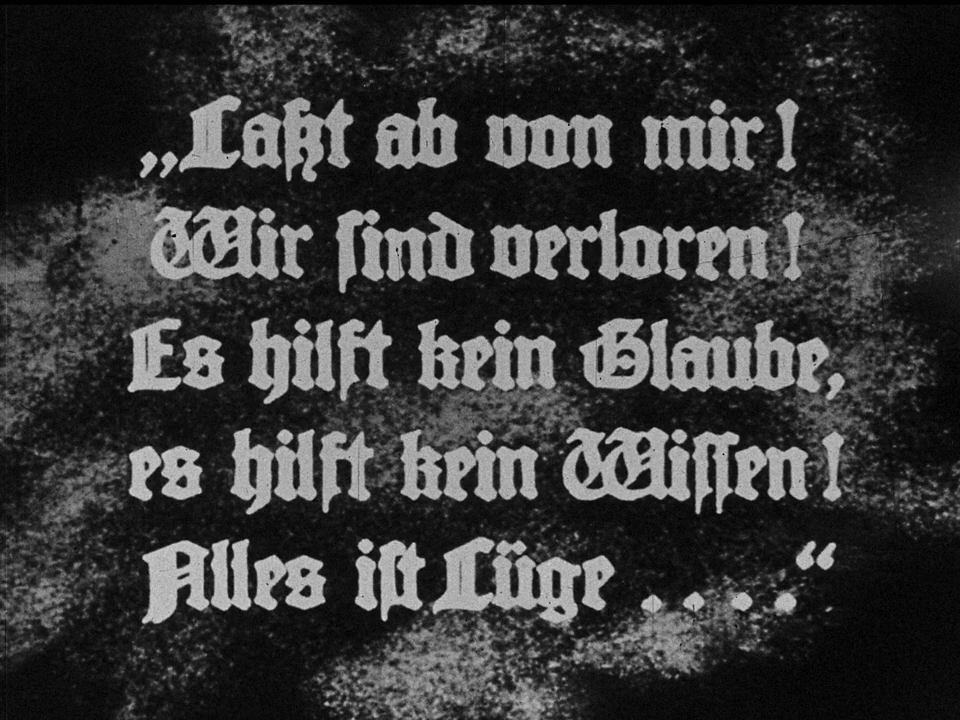 „Laßt ab von mir!
Wir sind verloren!
Es hilft kein Glaube,
es hilft kein Wissen!
Alles ist Lüge . . . .“